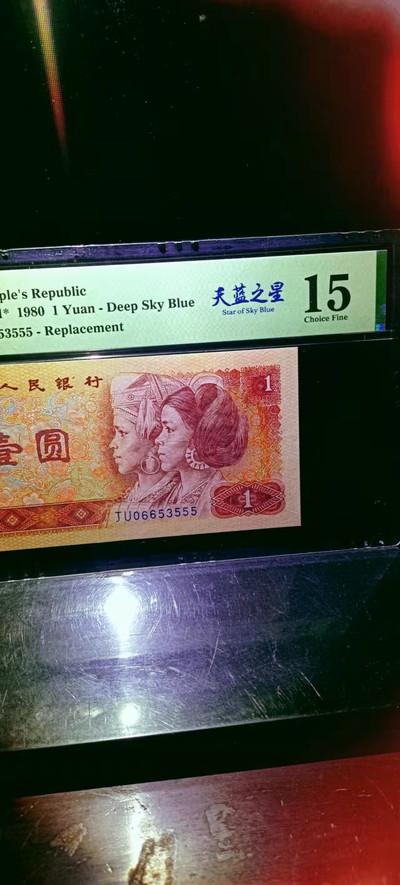 ple's Republic
* 1980 1 Yuan - Deep Sky Blue
53555 - Replacement
天蓝之星
Star of Sky Blue
15
Choice Fine
人民银行
1
壹圆
TU06653555
1